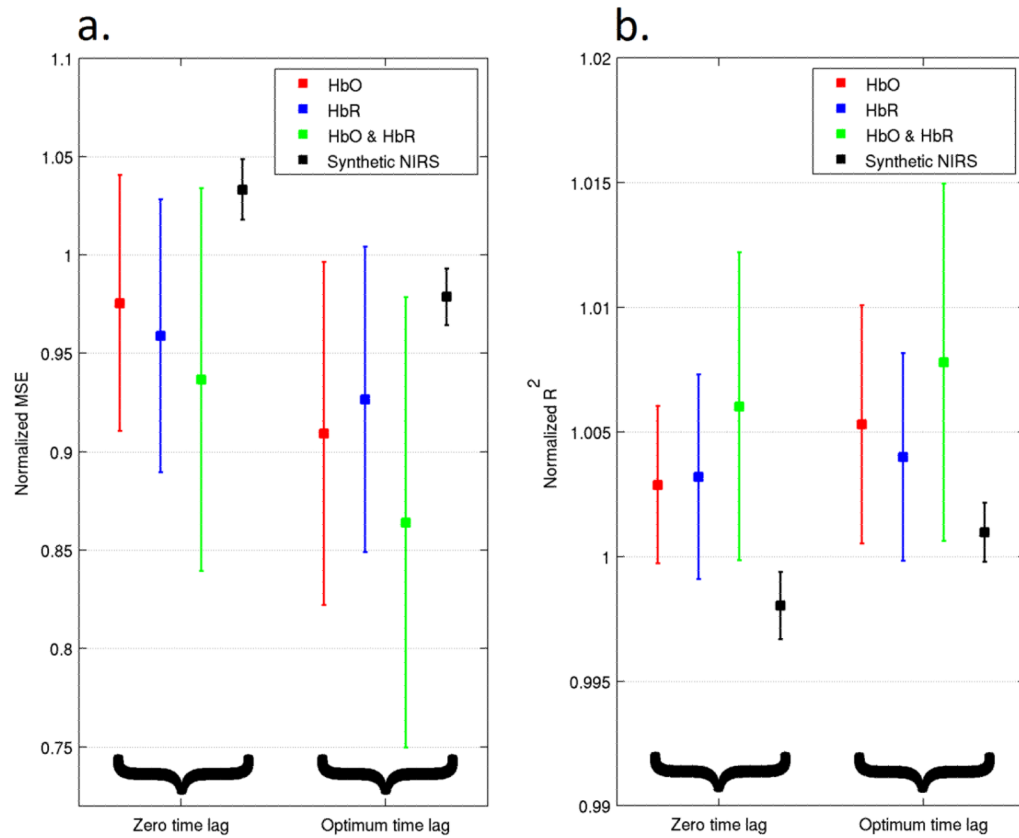 a.
1.1
1.05
1
0.95
0.9
0.85
0.8
0.75
Normalized MSE
HbO
HbR
HbO & HbR
Synthetic NIRS
Zero time lag
Optimum time lag
b.
1.02
1.015
1.01
1.005
1
0.995
0.99
Normalized R²
HbO
HbR
HbO & HbR
Synthetic NIRS
Zero time lag
Optimum time lag